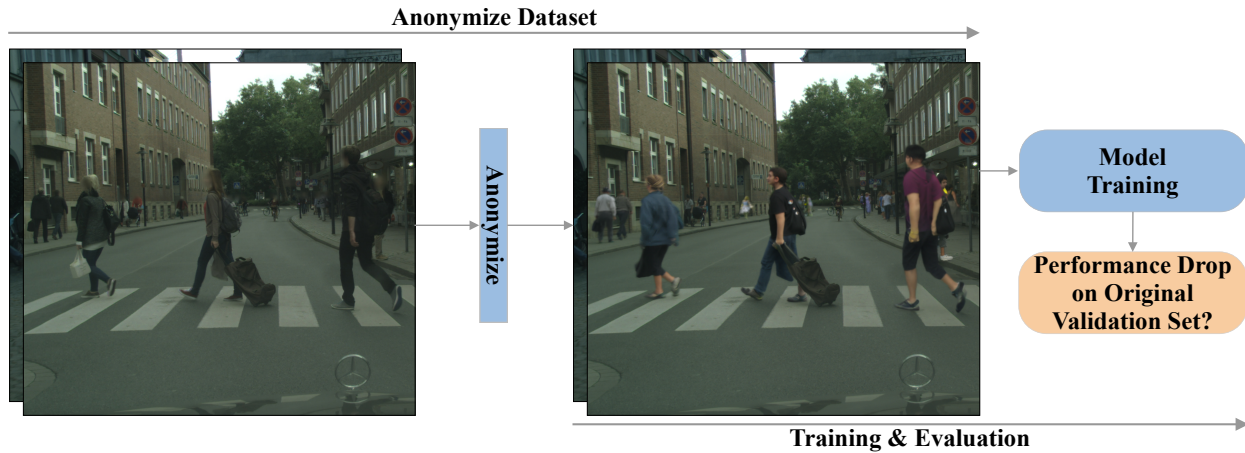 Anonymize Dataset
Anonymize
Model
Training
Performance Drop
on Original
Validation Set?
Training & Evaluation